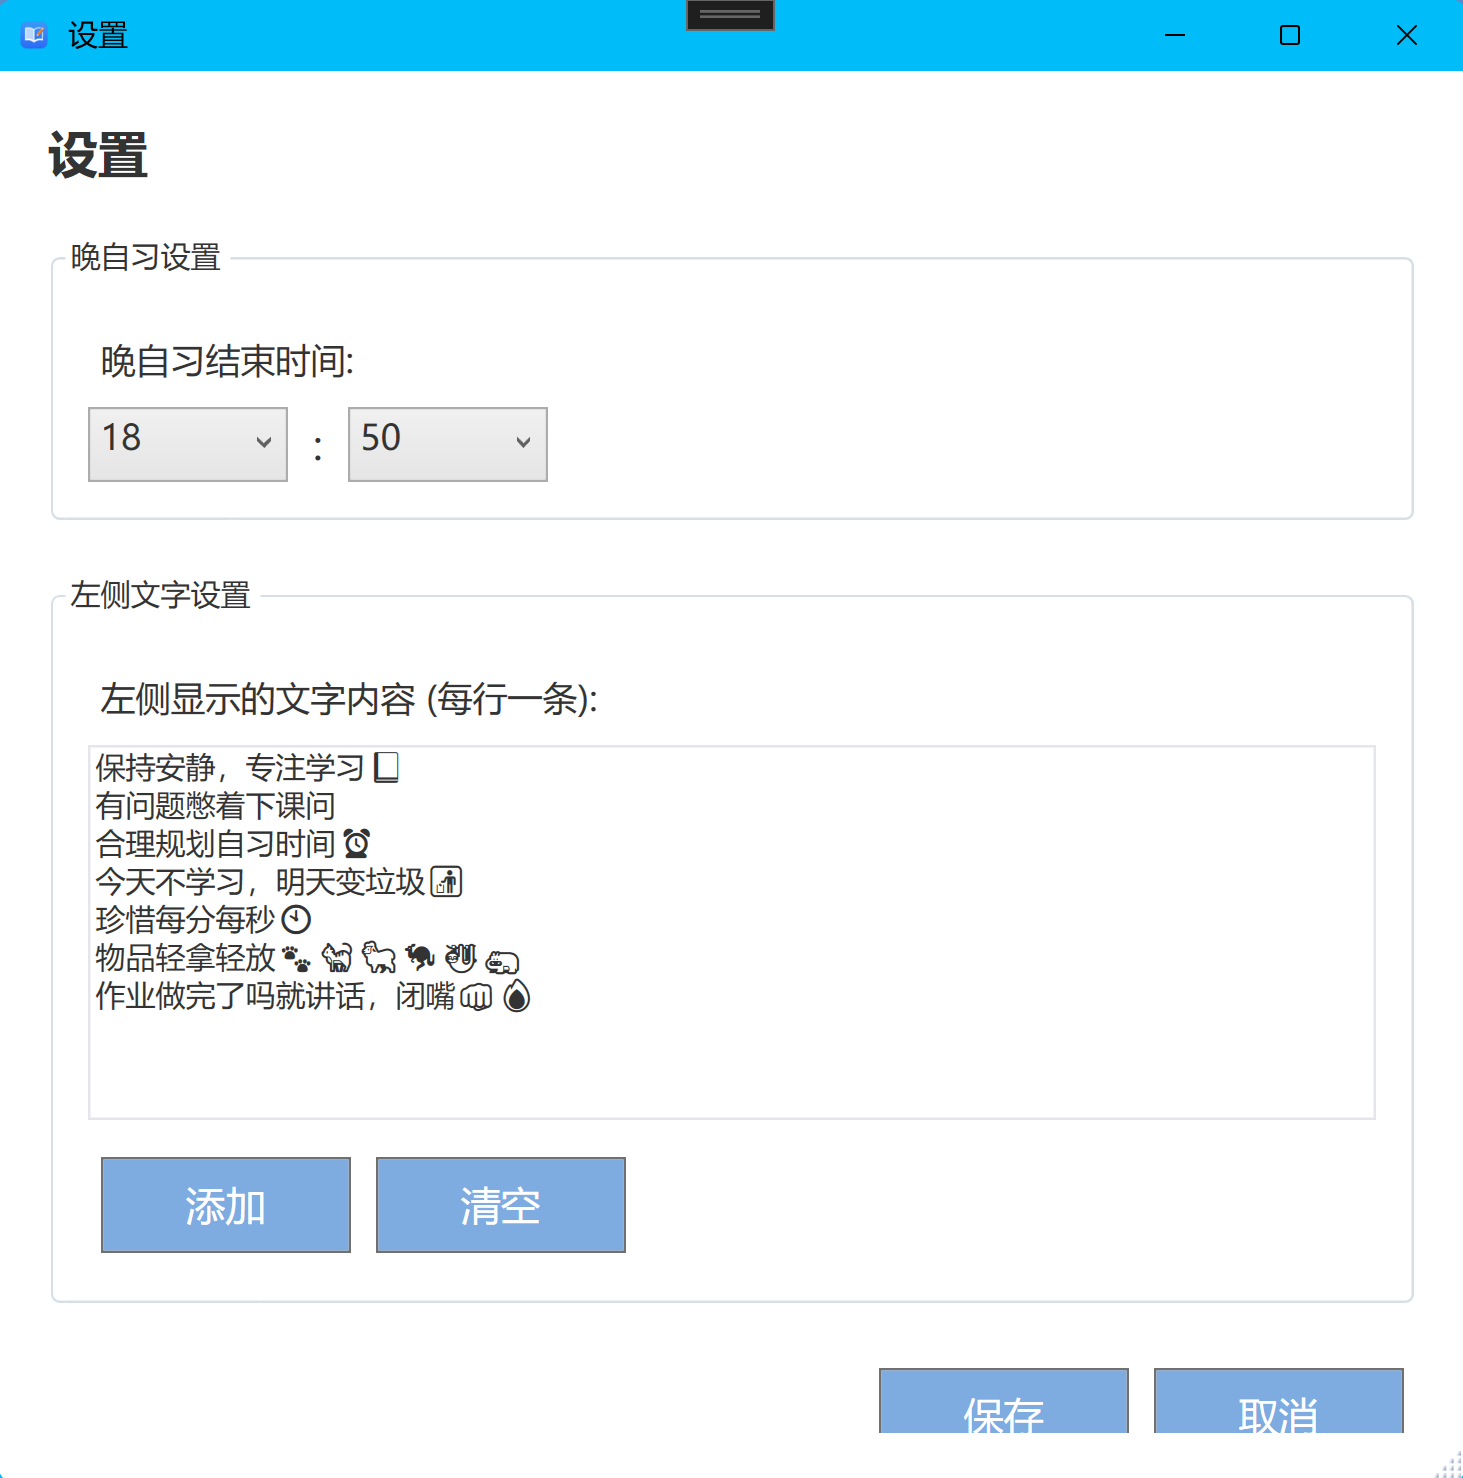 设置
设置
晚自习设置
晚自习结束时间:
18 : 50
左侧文字设置
左侧显示的文字内容 (每行一条):
保持安静，专注学习
有问题憋着下课问
合理规划自习时间⏰
今天不学习，明天变垃圾🚮
珍惜每分每秒
物品轻拿轻放🐾
作业做完了吗就讲话，闭嘴👊🔥
添加 清空
保存 取消